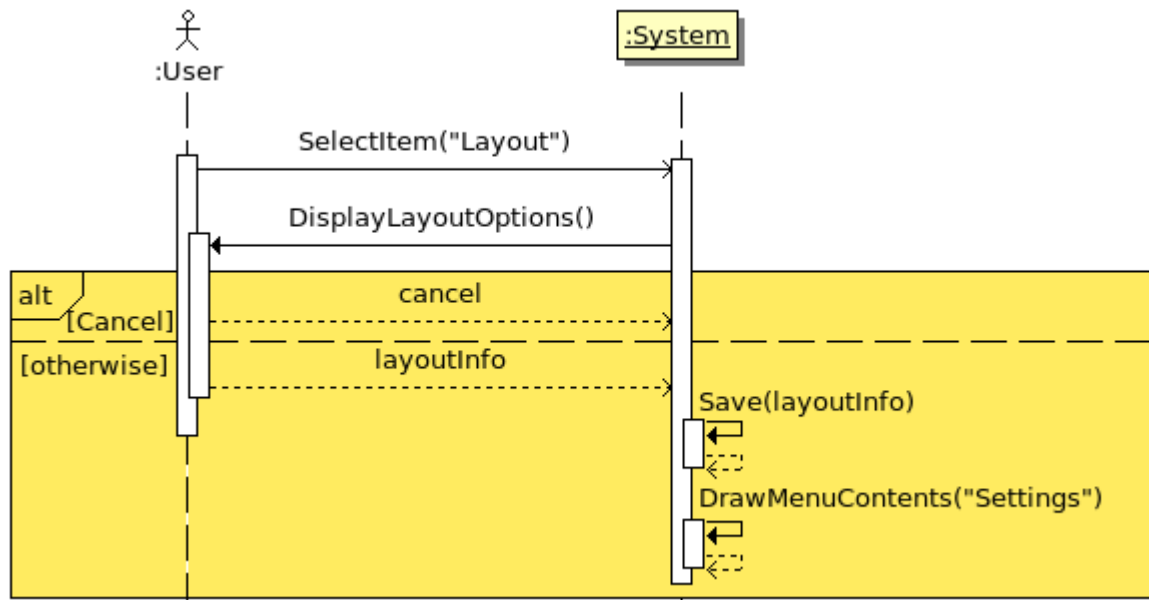 :User
:System
SelectItem("Layout")
DisplayLayoutOptions()
alt
cancel
[Cancel]
[otherwise]
layoutInfo
Save(layoutInfo)
DrawMenuContents("Settings")